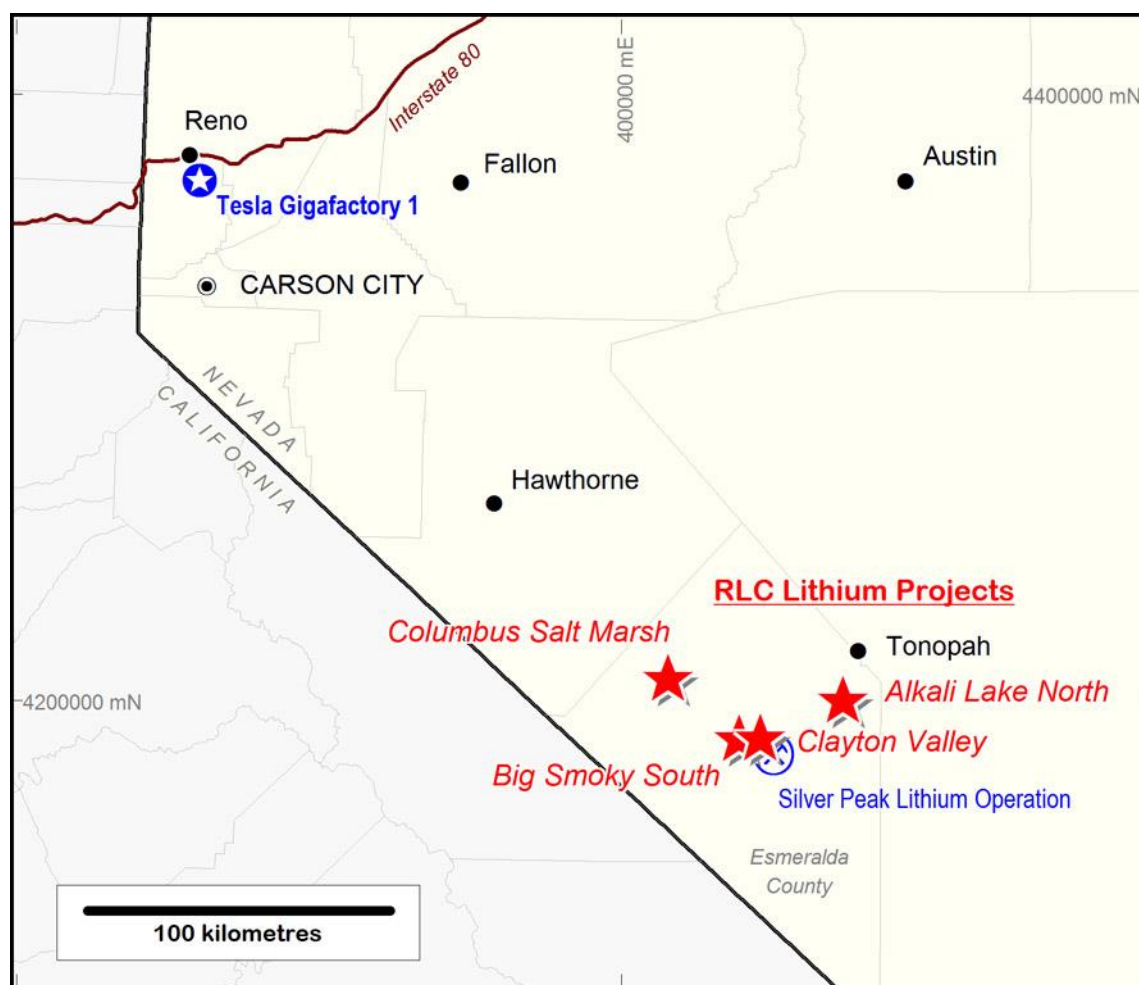 Interstate 80
400000 mE
4400000 mN
Reno
Fallon
Austin
Tesla Gigafactory 1
CARSON CITY
NEVADA
CALIFORNIA
Hawthorne
RLC Lithium Projects
Columbus Salt Marsh
Tonopah
4200000 mN
Alkali Lake North
Clayton Valley
Big Smoky South
Silver Peak Lithium Operation
Esmeralda
County
100 kilometres